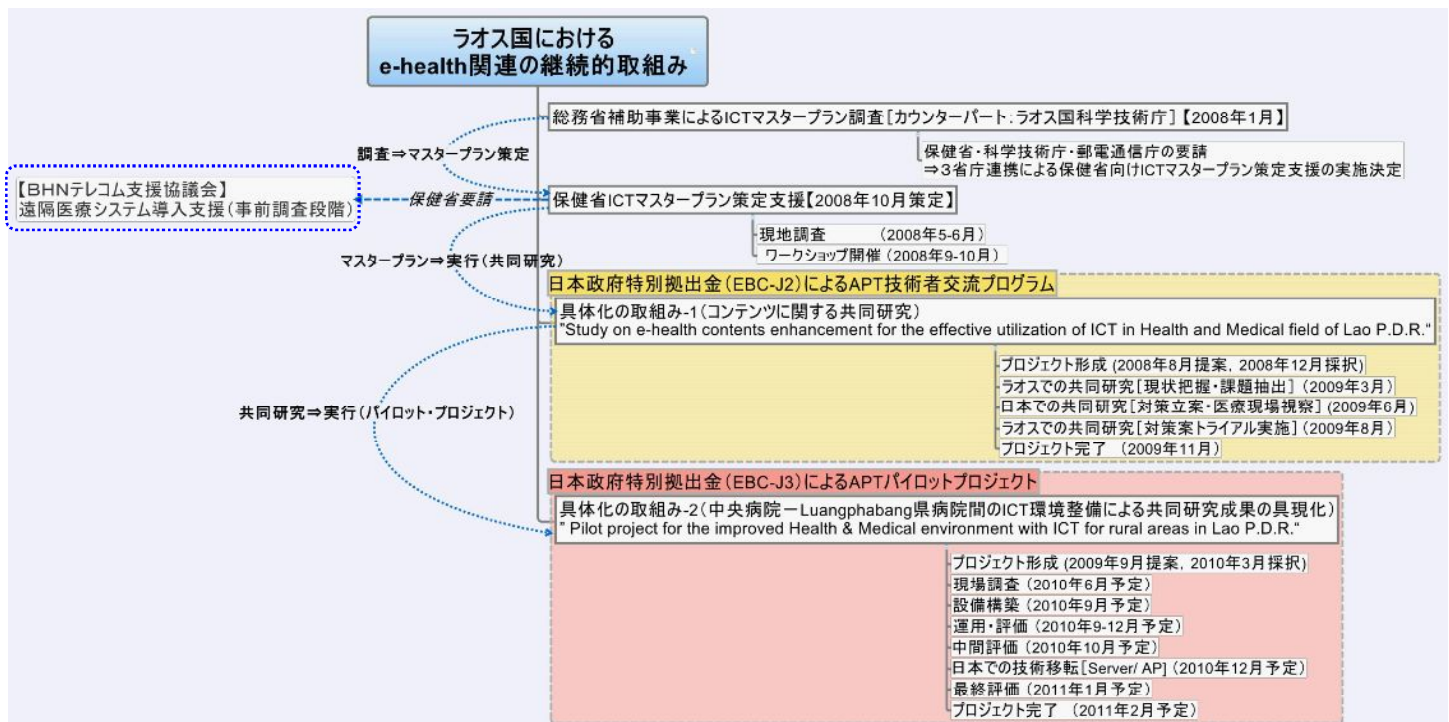 ラオス国における
e-health関連の継続的取組み
総務省補助事業によるICTマスタープラン調査[カウンターパート:ラオス国科学技術庁]【2008年1月】
保健省・科学技術庁・郵電通信庁の要請
⇒3省庁連携による保健省向けICTマスタープラン策定支援の実施決定
調査⇒マスタープラン策定
【BHNテレコム支援協議会】
遠隔医療システム導入支援(事前調査段階)
保健省要請
保健省ICTマスタープラン策定支援【2008年10月策定】
現地調査 (2008年5-6月)
ワークショップ開催(2008年9-10月)
マスタープラン⇒実行(共同研究)
日本政府特別拠出金(EBC-J2)によるAPT技術者交流プログラム
具体化の取組み-1(コンテンツに関する共同研究)
"Study on e-health contents enhancement for the effective utilization of ICT in Health and Medical field of Lao P.D.R."
プロジェクト形成 (2008年8月提案, 2008年12月採択)
ラオスでの共同研究[現状把握・課題抽出] (2009年3月)
日本での共同研究[対策立案・医療現場視察] (2009年6月)
ラオスでの共同研究[対策案トライアル実施] (2009年8月)
プロジェクト完了 (2009年11月)
共同研究⇒実行(パイロット・プロジェクト)
日本政府特別拠出金(EBC-J3)によるAPTパイロットプロジェクト
具体化の取組み-2(中央病院-Luangphabang県病院間のICT環境整備による共同研究成果の具現化)
" Pilot project for the improved Health & Medical environment with ICT for rural areas in Lao P.D.R."
プロジェクト形成 (2009年9月提案, 2010年3月採択)
現場調査 (2010年6月予定)
設備構築 (2010年9月予定)
運用・評価 (2010年9-12月予定)
中間評価 (2010年10月予定)
日本での技術移転[Server/ AP] (2010年12月予定)
最終評価 (2011年1月予定)
プロジェクト完了 (2011年2月予定)